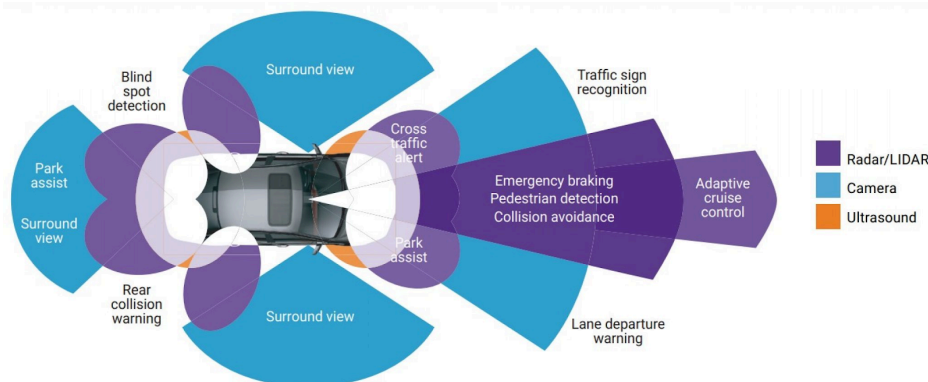 Surround view
Blind
spot
detection
Traffic sign
recognition
Cross
traffic
alert
Park
assist
Surround
view
Emergency braking
Pedestrian detection
Collision avoidance
Adaptive
cruise
control
Radar/LIDAR
Camera
Ultrasound
Park
assist
Rear
collision
warning
Surround view
Lane departure
warning